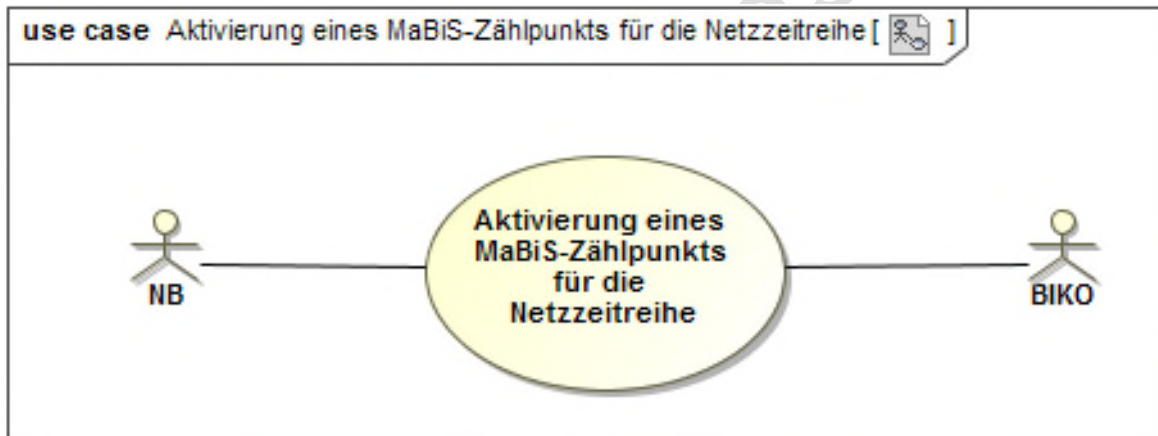 use case Aktivierung eines MaBiS-Zählpunkts für die Netzzeitreihe [ ]
Aktivierung eines
MaBiS-Zählpunkts
für die
Netzzeitreihe
NB
BIKO